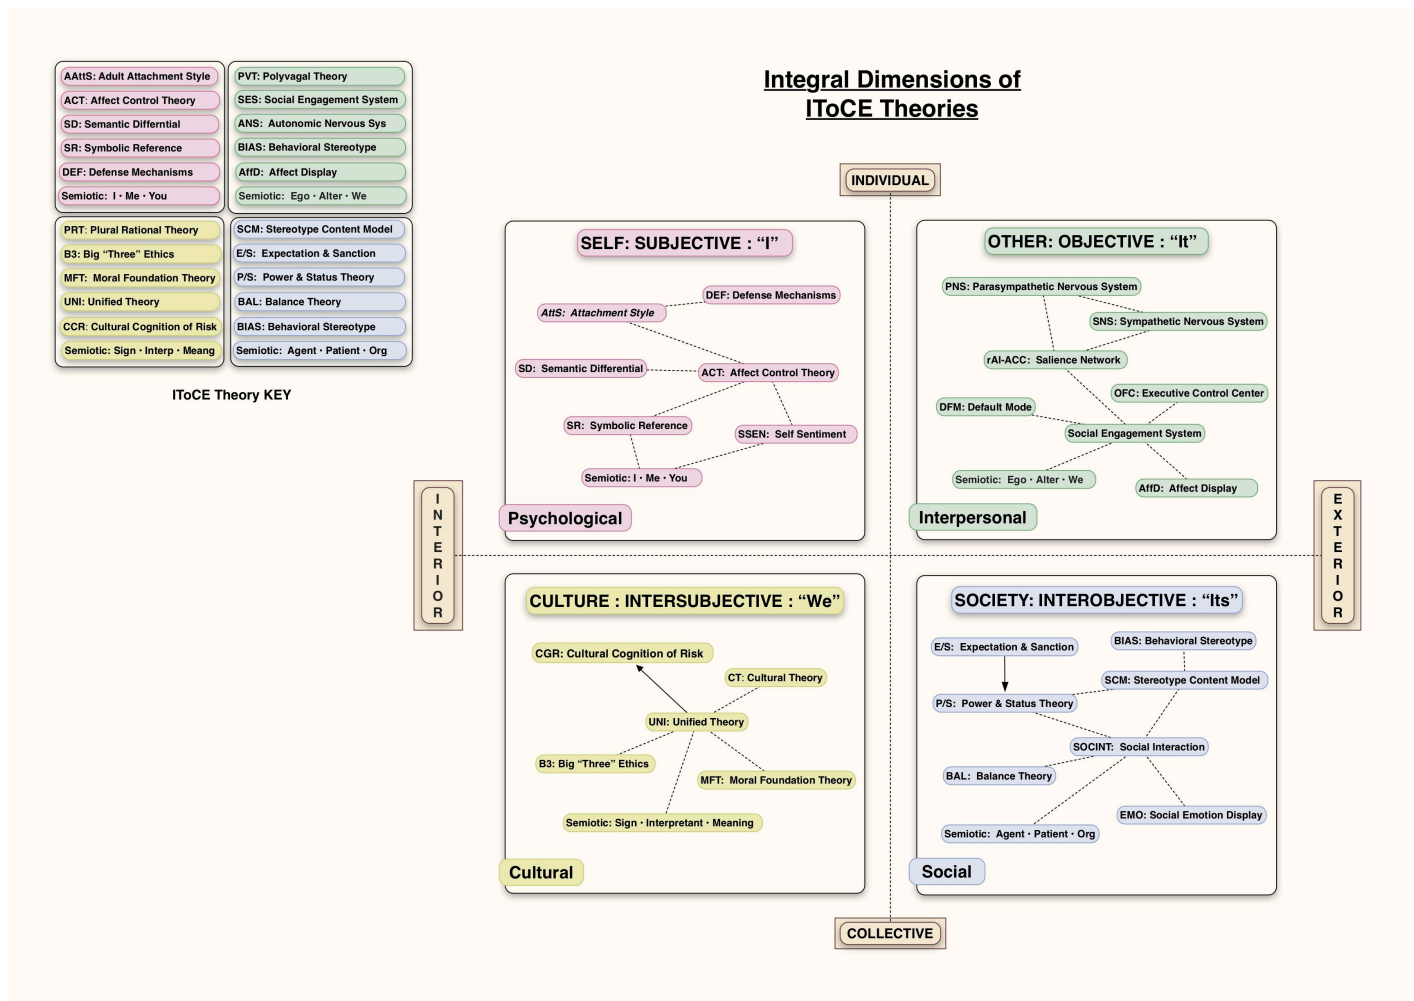 Integral Dimensions of
IToCE Theories
AAttS: Adult Attachment Style
ACT: Affect Control Theory
SD: Semantic Differntial
SR: Symbolic Reference
DEF: Defense Mechanisms
Semiotic: I · Me · You
PVT: Polyvagal Theory
SES: Social Engagement System
ANS: Autonomic Nervous Sys
BIAS: Behavioral Stereotype
AffD: Affect Display
Semiotic: Ego · Alter · We
PRT: Plural Rational Theory
B3: Big “Three” Ethics
MFT: Moral Foundation Theory
UNI: Unified Theory
CCR: Cultural Cognition of Risk
Semiotic: Sign · Interp · Meang
SCM: Stereotype Content Model
E/S: Expectation & Sanction
P/S: Power & Status Theory
BAL: Balance Theory
BIAS: Behavioral Stereotype
Semiotic: Agent · Patient · Org
IToCE Theory KEY
INDIVIDUAL
SELF: SUBJECTIVE : “I”
DEF: Defense Mechanisms
AttS: Attachment Style
SD: Semantic Differential
ACT: Affect Control Theory
SR: Symbolic Reference
SSEN: Self Sentiment
Semiotic: I · Me · You
Psychological
OTHER: OBJECTIVE : “It”
PNS: Parasympathetic Nervous System
SNS: Sympathetic Nervous System
rAI-ACC: Salience Network
OFC: Executive Control Center
DFM: Default Mode
Social Engagement System
Semiotic: Ego · Alter · We
AffD: Affect Display
Interpersonal
INTERIOR
EXTERIOR
CULTURE : INTERSUBJECTIVE : “We”
CGR: Cultural Cognition of Risk
CT: Cultural Theory
UNI: Unified Theory
B3: Big “Three” Ethics
MFT: Moral Foundation Theory
Semiotic: Sign · Interpretant · Meaning
Cultural
SOCIETY: INTEROBJECTIVE : “Its”
E/S: Expectation & Sanction
BIAS: Behavioral Stereotype
SCM: Stereotype Content Model
P/S: Power & Status Theory
SOCINT: Social Interaction
BAL: Balance Theory
EMO: Social Emotion Display
Semiotic: Agent · Patient · Org
Social
COLLECTIVE